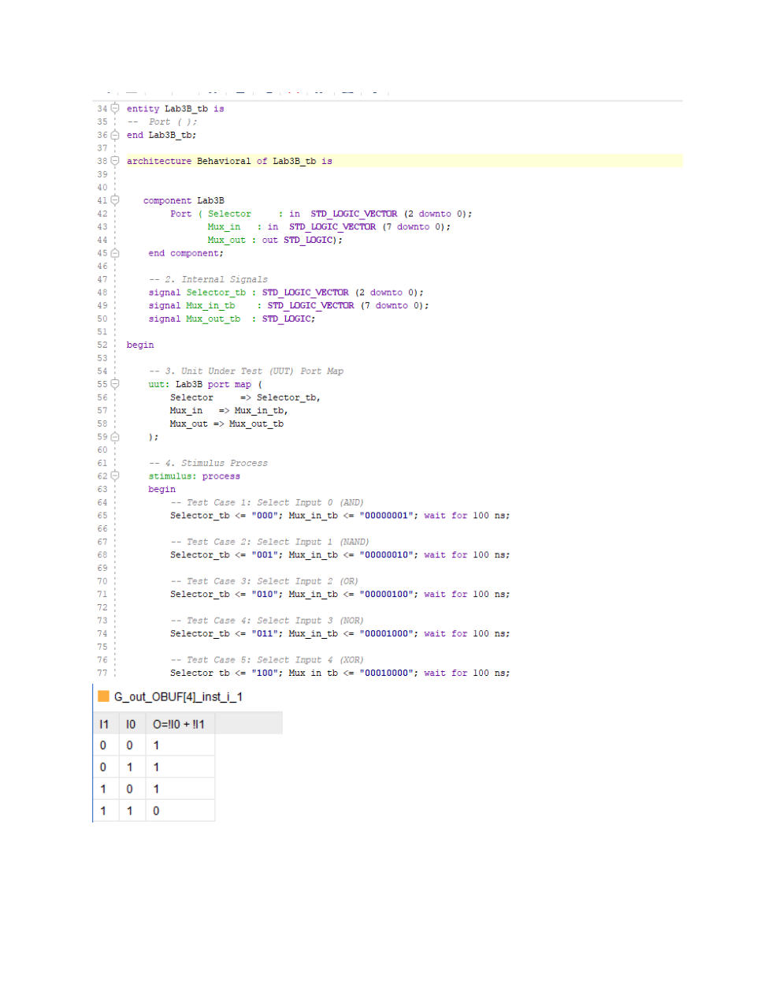 34 entity Lab3B_tb is
35 -- Port ( );
36 end Lab3B_tb;
37
38 architecture Behavioral of Lab3B_tb is
39
40
41 component Lab3B
42 Port ( Selector : in STD_LOGIC_VECTOR (2 downto 0);
43 Mux_in : in STD_LOGIC_VECTOR (7 downto 0);
44 Mux_out : out STD_LOGIC);
45 end component;
46
47 -- 2. Internal Signals
48 signal Selector_tb : STD_LOGIC_VECTOR (2 downto 0);
49 signal Mux_in_tb : STD_LOGIC_VECTOR (7 downto 0);
50 signal Mux_out_tb : STD_LOGIC;
51
52 begin
53
54 -- 3. Unit Under Test (UUT) Port Map
55 uut: Lab3B port map (
56 Selector => Selector_tb,
57 Mux_in => Mux_in_tb,
58 Mux_out => Mux_out_tb
59 );
60
61 -- 4. Stimulus Process
62 stimulus: process
63 begin
64 -- Test Case 1: Select Input 0 (AND)
65 Selector_tb <= "000"; Mux_in_tb <= "00000001"; wait for 100 ns;
66
67 -- Test Case 2: Select Input 1 (NAND)
68 Selector_tb <= "001"; Mux_in_tb <= "00000010"; wait for 100 ns;
69
70 -- Test Case 3: Select Input 2 (OR)
71 Selector_tb <= "010"; Mux_in_tb <= "00000100"; wait for 100 ns;
72
73 -- Test Case 4: Select Input 3 (NOR)
74 Selector_tb <= "011"; Mux_in_tb <= "00001000"; wait for 100 ns;
75
76 -- Test Case 5: Select Input 4 (XOR)
77 Selector tb <= "100"; Mux in tb <= "00010000"; wait for 100 ns;
G_out_OBUF[4]_inst_i_1
I1 I0 O=!I0 + !I1
0 0 1
0 1 1
1 0 1
1 1 0